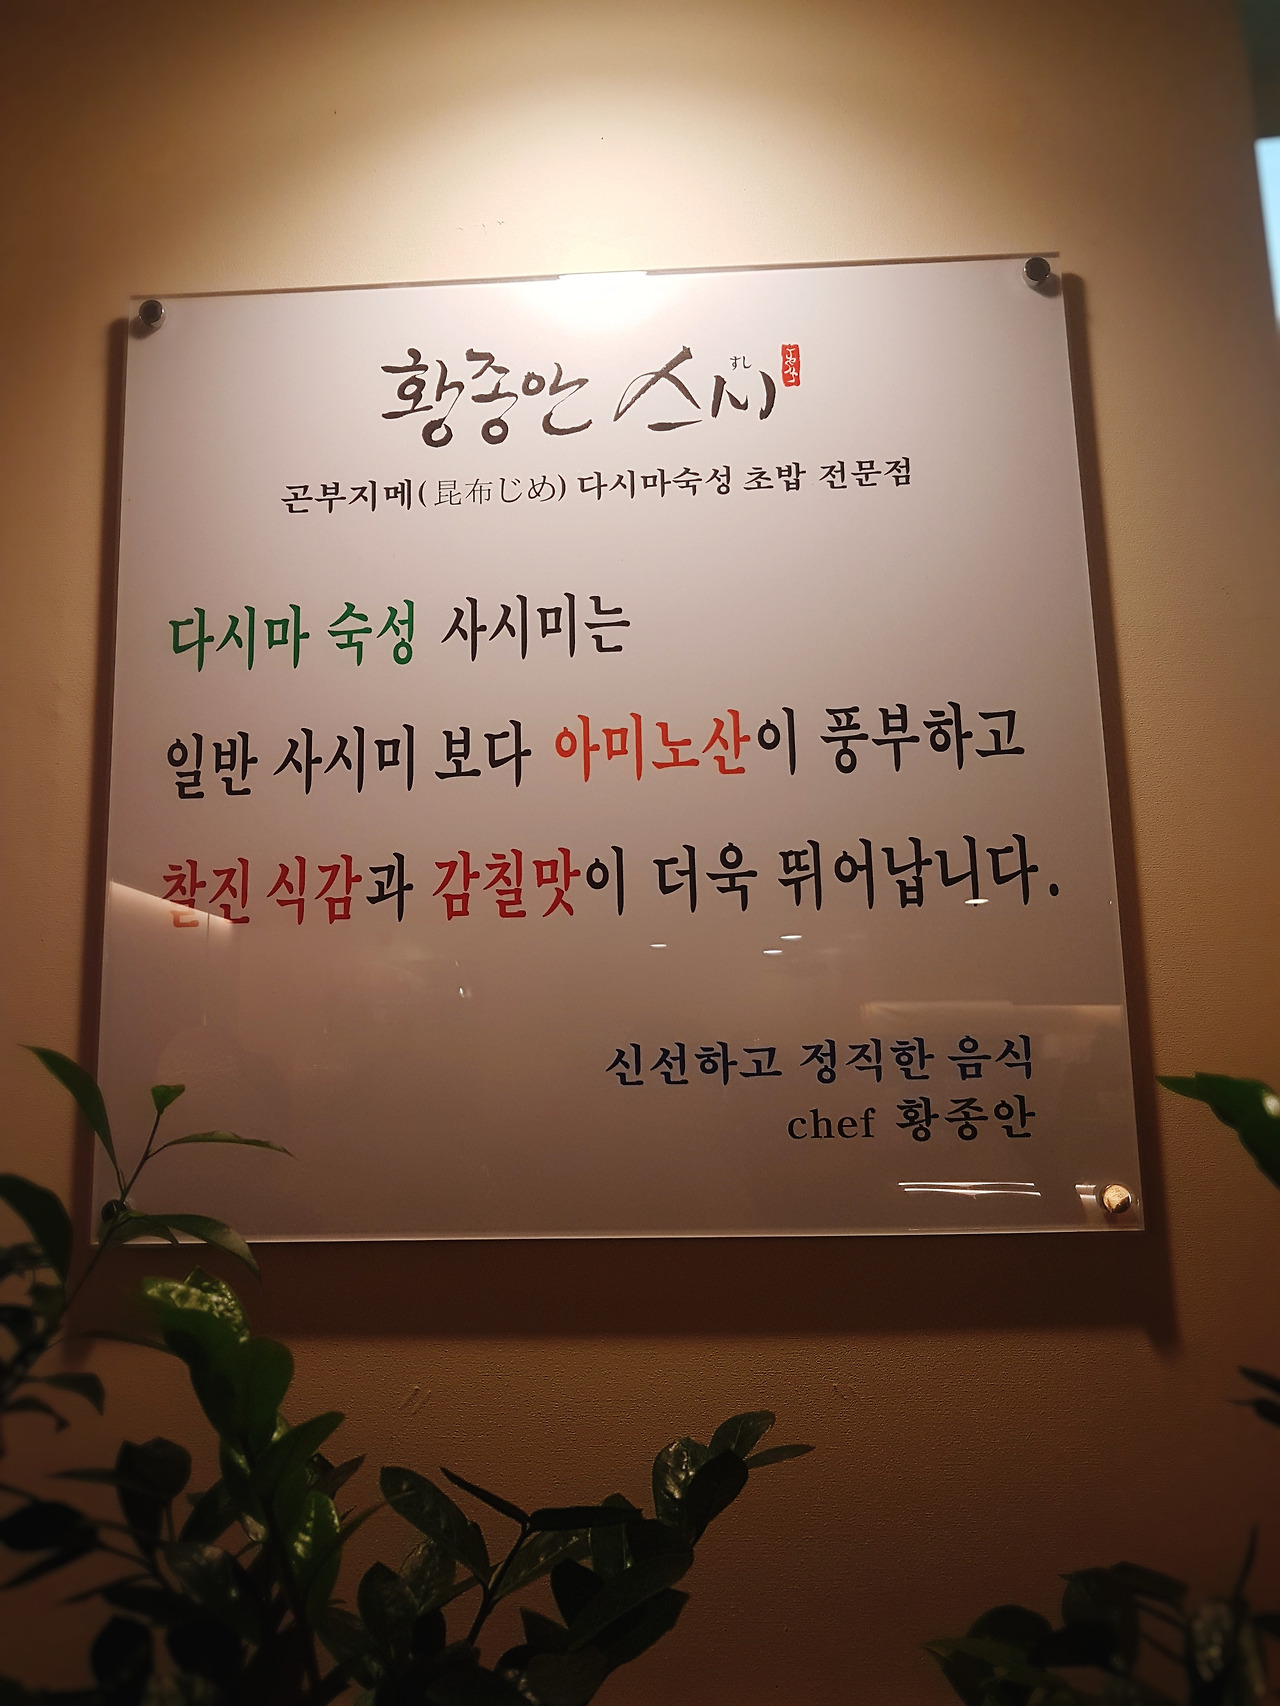 황종안 스시
すし
곤부지메(昆布じめ) 다시마숙성 초밥 전문점
다시마 숙성 사시미는
일반 사시미 보다 아미노산이 풍부하고
찰진 식감과 감칠맛이 더욱 뛰어납니다.
신선하고 정직한 음식
chef 황종안